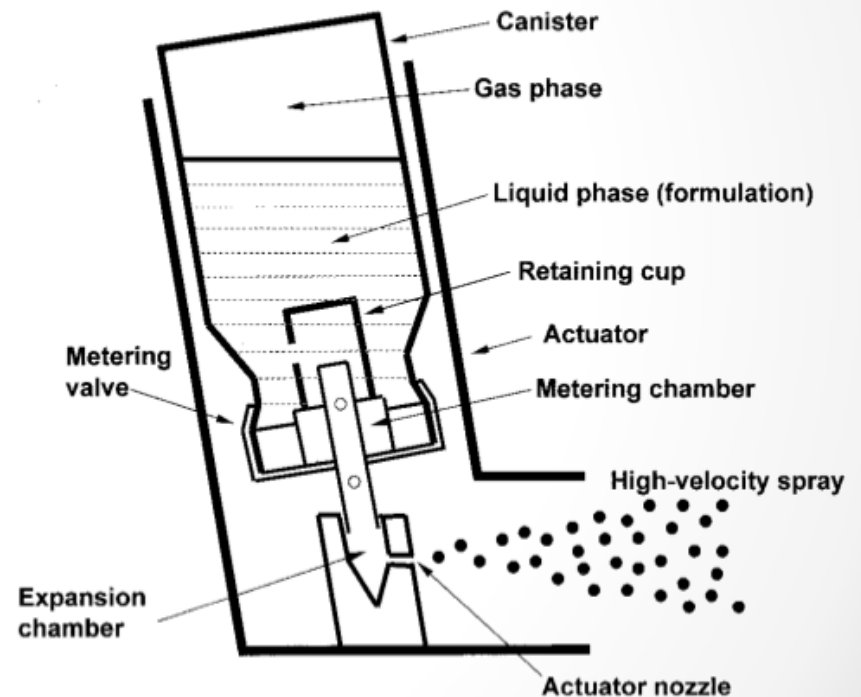 Canister
Gas phase
Liquid phase (formulation)
Retaining cup
Actuator
Metering
valve
Metering chamber
High-velocity spray
Expansion
chamber
Actuator nozzle